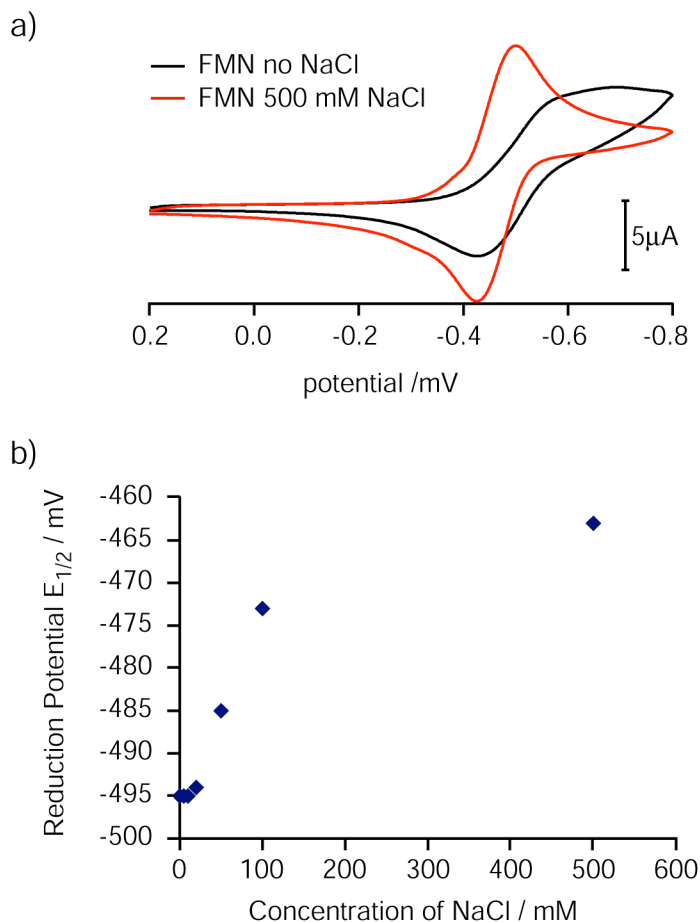 a)
FMN no NaCl
FMN 500 mM NaCl
5μA
0.2 0.0 -0.2 -0.4 -0.6 -0.8
potential /mV
b)
Reduction Potential E1/2 / mV
-460
-465
-470
-475
-480
-485
-490
-495
-500
0 100 200 300 400 500 600
Concentration of NaCl / mM